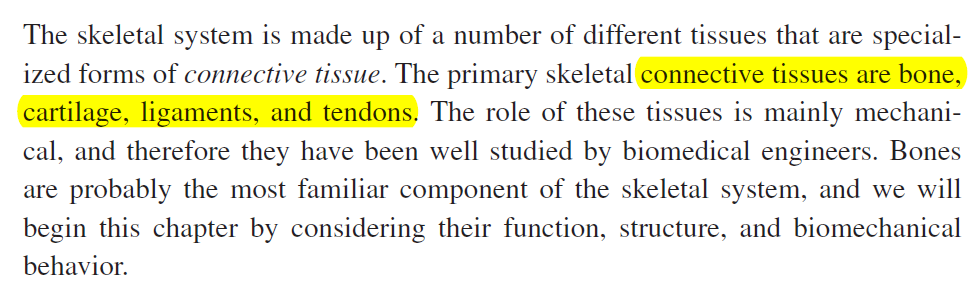 The skeletal system is made up of a number of different tissues that are special-
ized forms of connective tissue. The primary skeletal connective tissues are bone,
cartilage, ligaments, and tendons. The role of these tissues is mainly mechani-
cal, and therefore they have been well studied by biomedical engineers. Bones
are probably the most familiar component of the skeletal system, and we will
begin this chapter by considering their function, structure, and biomechanical
behavior.